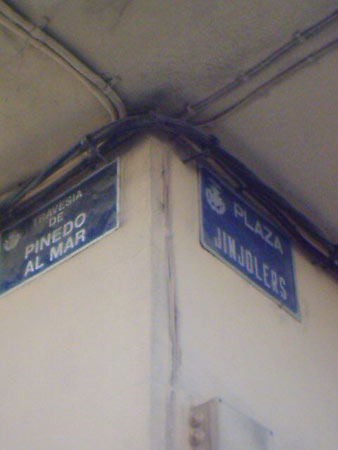 TRAVESIA
DE
PINEDO
AL MAR
PLAZA
JINJOLERS